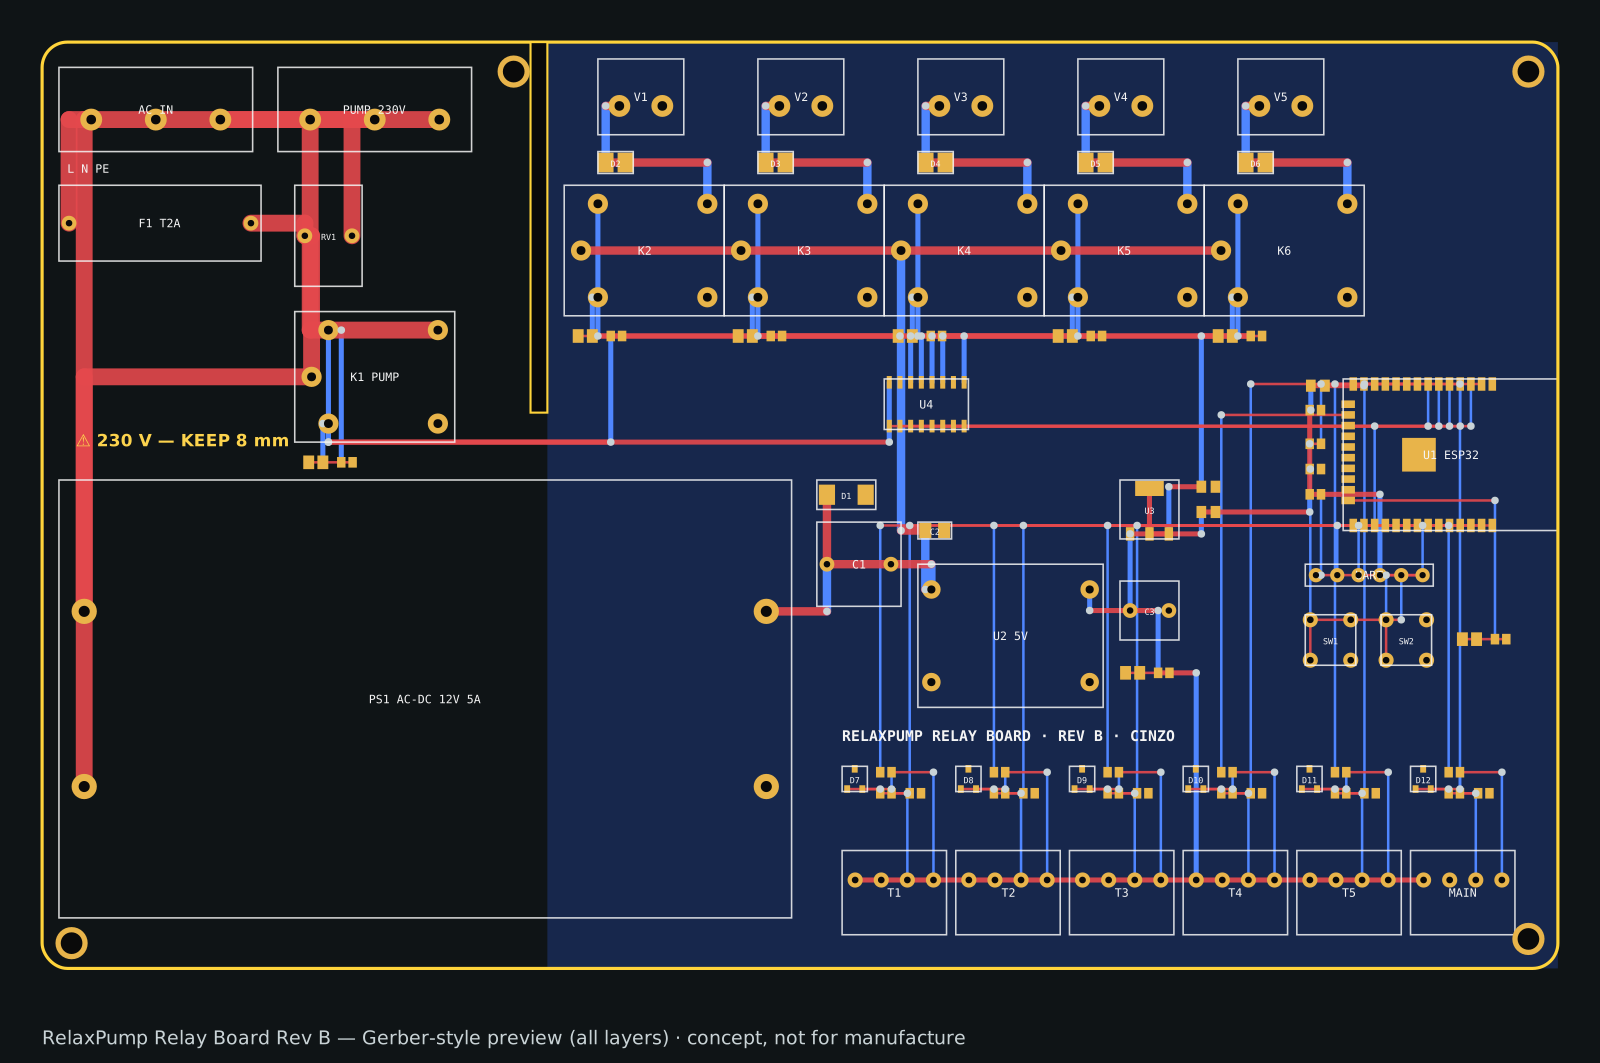 AC IN
PUMP 230V
V1
V2
V3
V4
V5
L N PE
D2
D3
D4
D5
D6
F1 T2A
RV1
K2
K3
K4
K5
K6
K1 PUMP
U4
⚠ 230 V — KEEP 8 mm
U1 ESP32
D1
U3
C2
C1
U2 5V
C3
SW1
SW2
PS1 AC-DC 12V 5A
RELAXPUMP RELAY BOARD · REV B · CINZO
D7
D8
D9
D10
D11
D12
T1
T2
T3
T4
T5
MAIN
RelaxPump Relay Board Rev B — Gerber-style preview (all layers) · concept, not for manufacture